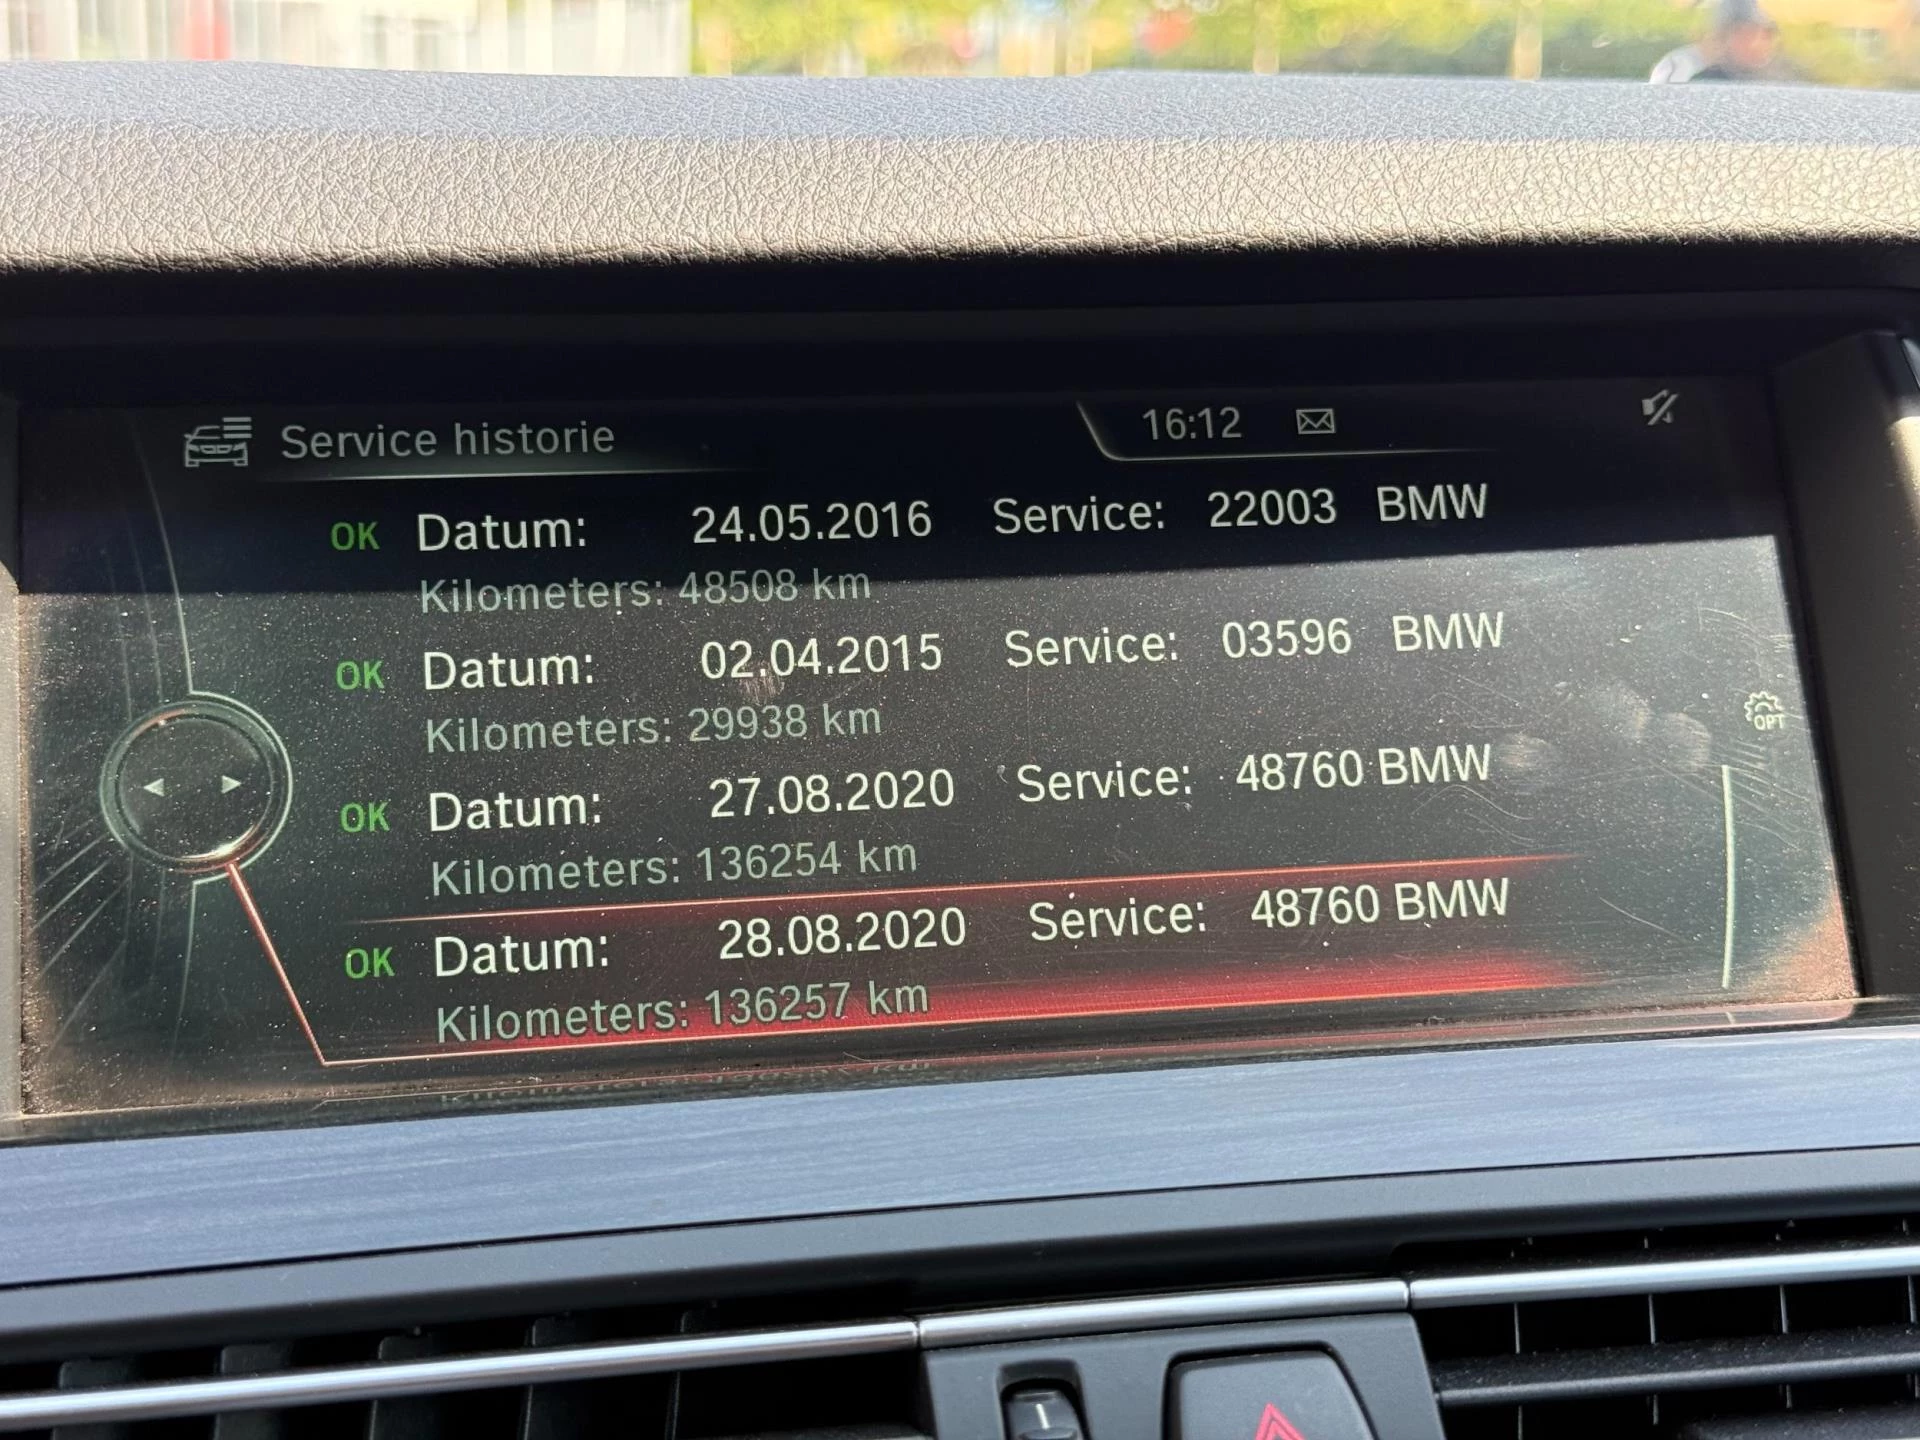 Service historie 16:12
OK Datum: 24.05.2016 Service: 22003 BMW
Kilometers: 48508 km
OK Datum: 02.04.2015 Service: 03596 BMW
Kilometers: 29938 km
OPT
OK Datum: 27.08.2020 Service: 48760 BMW
Kilometers: 136254 km
OK Datum: 28.08.2020 Service: 48760 BMW
Kilometers: 136257 km